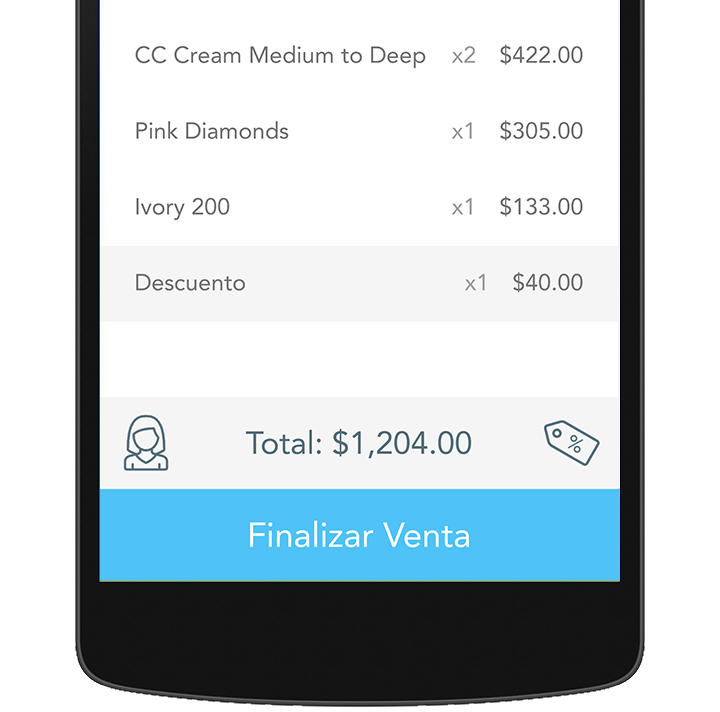 CC Cream Medium to Deep x2 $422.00
Pink Diamonds x1 $305.00
Ivory 200 x1 $133.00
Descuento x1 $40.00
Total: $1,204.00 %
Finalizar Venta